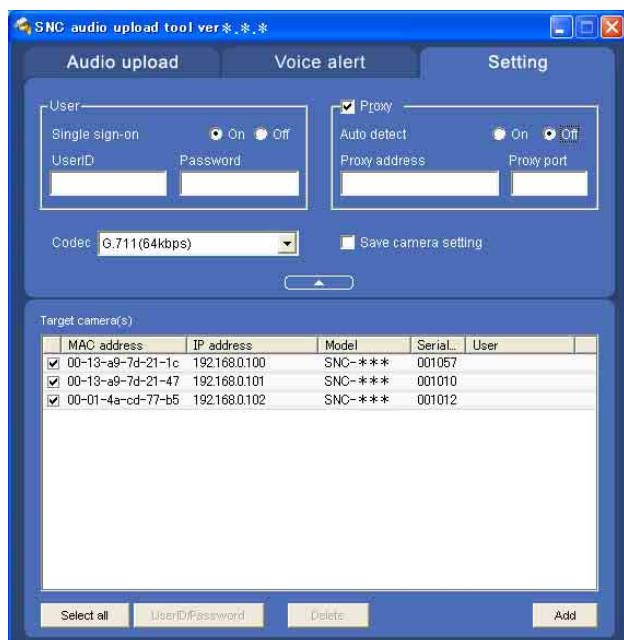 SNC audio upload tool ver*.*.*
Audio upload Voice alert Setting
User
Single sign-on On Off
UserID Password
Proxy
Auto detect On Off
Proxy address Proxy port
Codec G.711(64kbps)
Save camera setting
Target camera(s)
MAC address IP address Model Serial... User
00-13-a9-7d-21-1c 192.168.0.100 SNC-*** 001057
00-13-a9-7d-21-47 192.168.0.101 SNC-*** 001010
00-01-4a-cd-77-b5 192.168.0.102 SNC-*** 001012
Select all UserID/Password Delete Add